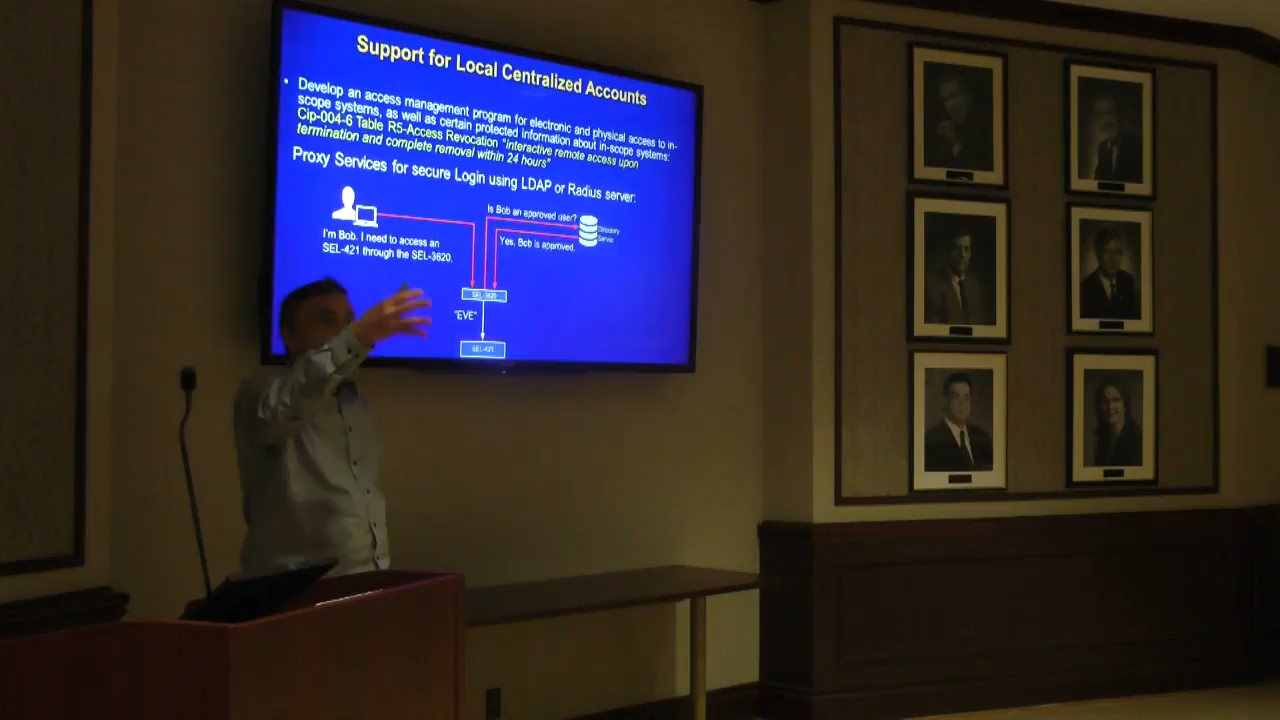 Support for Local Centralized Accounts
• Develop an access management program for electronic and physical access to in-
scope systems, as well as certain protected information about in-scope systems:
Cip-004-6 Table R5-Access Revocation "interactive remote access upon
termination and complete removal within 24 hours"
Proxy Services for secure Login using LDAP or Radius server:
Is Bob an approved user?
Directory
Server
I'm Bob. I need to access an
SEL-421 through the SEL-3620.
Yes, Bob is approved.
SEL-3620
"EVE"
SEL-421